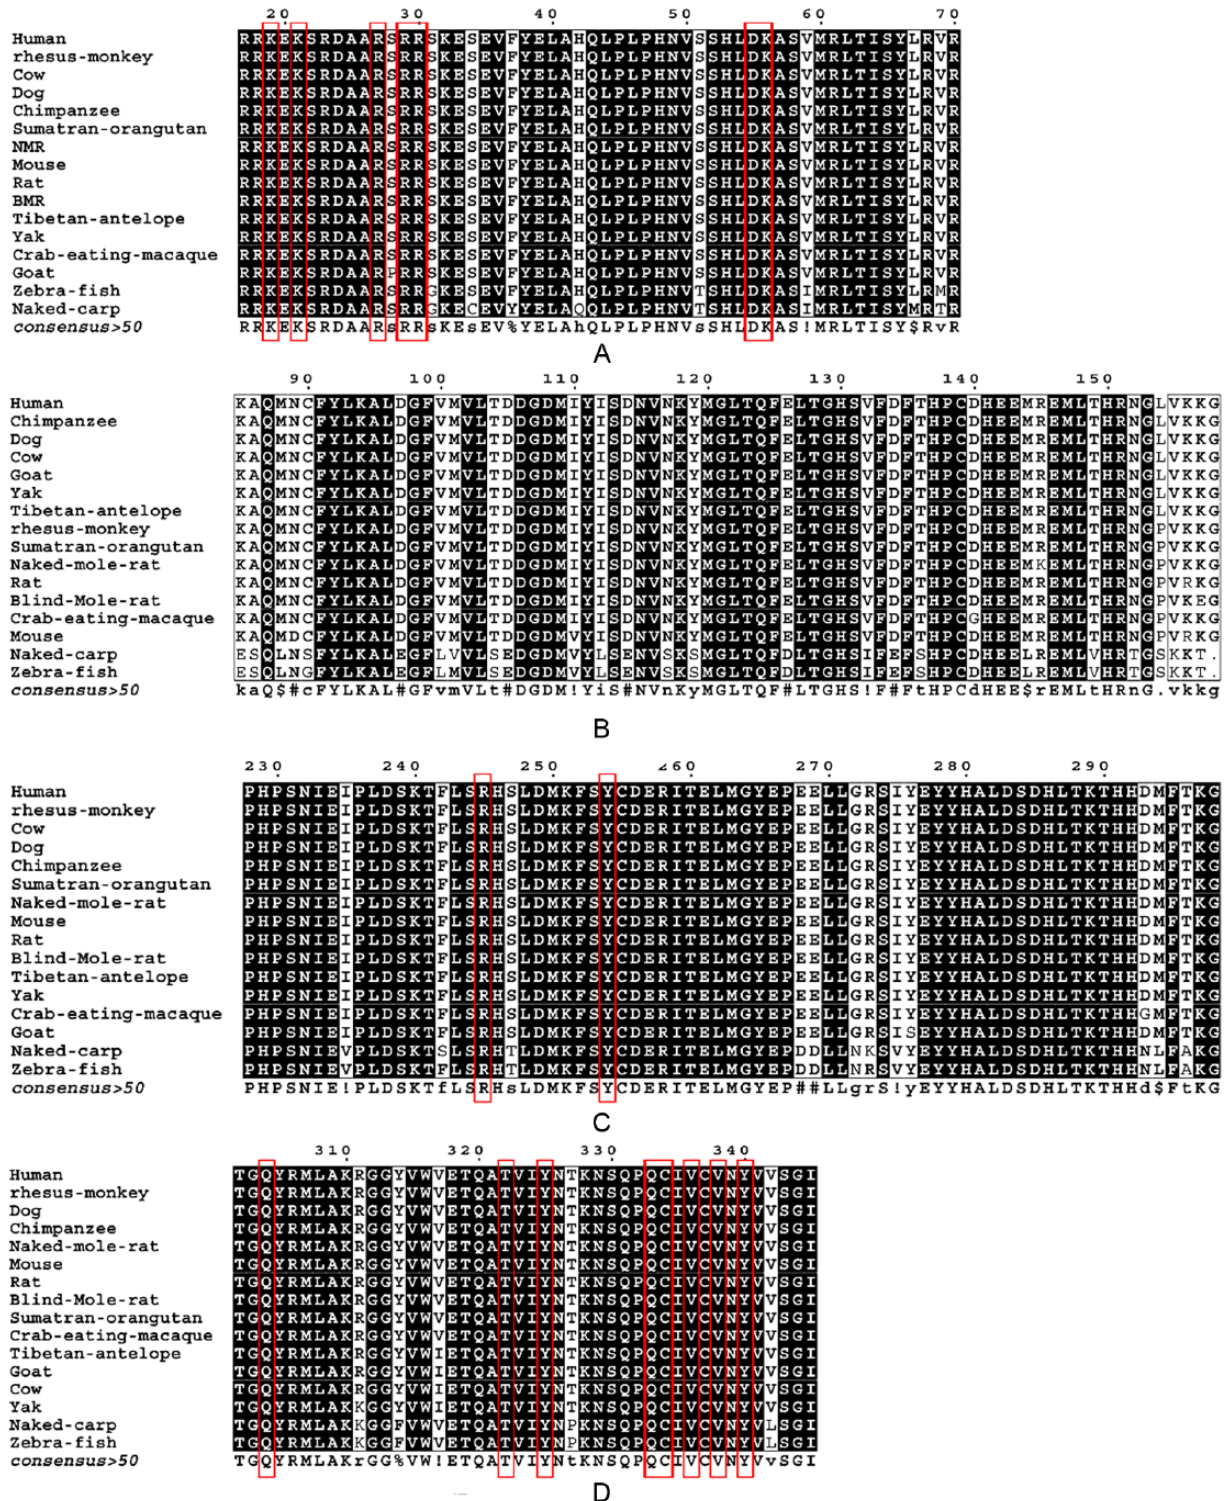 20 30 40 50 60 70
Human RRKEKSRDAARSRRSKESEVFYELAHQLPLPHNVSSHLDKASVMRLTISYLRVR
rhesus-monkey RRKEKSRDAARSRRSKESEVFYELAHQLPLPHNVSSHLDKASVMRLTISYLRVR
Cow RRKEKSRDAARSRRSKESEVFYELAHQLPLPHNVSSHLDKASVMRLTISYLRVR
Dog RRKEKSRDAARSRRSKESEVFYELAHQLPLPHNVSSHLDKASVMRLTISYLRVR
Chimpanzee RRKEKSRDAARSRRSKESEVFYELAHQLPLPHNVSSHLDKASVMRLTISYLRVR
Sumatran-orangutan RRKEKSRDAARSRRSKESEVFYELAHQLPLPHNVSSHLDKASVMRLTISYLRVR
NMR RRKEKSRDAARSRRSKESEVFYELAHQLPLPHNVSSHLDKASVMRLTISYLRVR
Mouse RRKEKSRDAARSRRSKESEVFYELAHQLPLPHNVSSHLDKASVMRLTISYLRVR
Rat RRKEKSRDAARSRRSKESEVFYELAHQLPLPHNVSSHLDKASVMRLTISYLRVR
BMR RRKEKSRDAARSRRSKESEVFYELAHQLPLPHNVSSHLDKASVMRLTISYLRVR
Tibetan-antelope RRKEKSRDAARSRRSKESEVFYELAHQLPLPHNVSSHLDKASVMRLTISYLRVR
Yak RRKEKSRDAARSRRSKESEVFYELAHQLPLPHNVSSHLDKASVMRLTISYLRVR
Crab-eating-macaque RRKEKSRDAARSRRSKESEVFYELAHQLPLPHNVSSHLDKASVMRLTISYLRVR
Goat RRKEKSRDAARPRRSKESEVFYELAHQLPLPHNVSSHLDKASVMRLTISYLRVR
Zebra-fish RRKEKSRDAARSRRGKESEVFYELAHQLPLPHNVTSHLDKASIMRLTISYLRMR
Naked-carp RRKEKSRDAARSRRGKECEVYYELAQQLPLPHNVTSHLDKASIMRLTISYMRTR
consensus>50 RRKEKSRDAARsRRsKEsEV%YELAhQLPLPHNVsSHLDKAS!MRLTISY$RvR
A
90 100 110 120 130 140 150
Human KAQMNCFYLKALDGFVMVLTDDGDMIYISDNVNKYMGLTQFELTGHSVFDFTHPCDHEEMREMLTHRNGLVKKG
Chimpanzee KAQMNCFYLKALDGFVMVLTDDGDMIYISDNVNKYMGLTQFELTGHSVFDFTHPCDHEEMREMLTHRNGLVKKG
Dog KAQMNCFYLKALDGFVMVLTDDGDMIYISDNVNKYMGLTQFELTGHSVFDFTHPCDHEEMREMLTHRNGLVKKG
Cow KAQMNCFYLKALDGFVMVLTDDGDMIYISDNVNKYMGLTQFELTGHSVFDFTHPCDHEEMREMLTHRNGLVKKG
Goat KAQMNCFYLKALDGFVMVLTDDGDMIYISDNVNKYMGLTQFELTGHSVFDFTHPCDHEEMREMLTHRNGLVKKG
Yak KAQMNCFYLKALDGFVMVLTDDGDMIYISDNVNKYMGLTQFELTGHSVFDFTHPCDHEEMREMLTHRNGLVKKG
Tibetan-antelope KAQMNCFYLKALDGFVMVLTDDGDMIYISDNVNKYMGLTQFELTGHSVFDFTHPCDHEEMREMLTHRNGLVKKG
rhesus-monkey KAQMNCFYLKALDGFVMVLTDDGDMIYISDNVNKYMGLTQFELTGHSVFDFTHPCDHEEMREMLTHRNGPVKKG
Sumatran-orangutan KAQMNCFYLKALDGFVMVLTDDGDMIYISDNVNKYMGLTQFELTGHSVFDFTHPCDHEEMREMLTHRNGPVKKG
Naked-mole-rat KAQMNCFYLKALDGFVMVLTDDGDMIYISDNVNKYMGLTQFELTGHSVFDFTHPCDHEEMKEMLTHRNGPVKKG
Rat KAQMNCFYLKALDGFVMVLTDDGDMIYISDNVNKYMGLTQFELTGHSVFDFTHPCDHEEMREMLTHRNGPVRKG
Blind-Mole-rat KAQMNCFYLKALDGFVMVLTDDGDMIYISDNVNKYMGLTQFELTGHSVFDFTHPCDHEEMREMLTHRNGPVKEG
Crab-eating-macaque KAQMNCFYLKALDGFVMVLTDDGDMIYISDNVNKYMGLTQFELTGHSVFDFTHPCGHEEMREMLTHRNGPVKKG
Mouse KAQMDCFYLKALDGFVMVLTDDGDMVYISDNVNKYMGLTQFELTGHSVFDFTHPCDHEEMREMLTHRNGPVRKG
Naked-carp ESQLNSFYLKALEGFLVVLSEDGDMVYLSENVSKSMGLTQFELTGHSIFEFSHPCDHEELREMLVHRTGSKKT.
Zebra-fish ESQLNGFYLKALEGFLMVLSEDGDMVYLSENVSKSMGLTQFDLTGHSIFEFSHPCDHEELREMLVHRTGSKKT.
consensus>50 kaQ$#cFYLKAL#GFvmVLt#DGDM!YiS#NVnKyMGLTQF#LTGHS!F#FtHPCdHEE$rEMLtHRnG.vkkg
B
230 240 250 260 270 280 290
Human PHPSNIEIPLDSKTFLSRHSLDMKFSYCDERITELMGYEPEELLGRSIYEYYHALDSDHLTKTHHDMFTKG
rhesus-monkey PHPSNIEIPLDSKTFLSRHSLDMKFSYCDERITELMGYEPEELLGRSIYEYYHALDSDHLTKTHHDMFTKG
Cow PHPSNIEIPLDSKTFLSRHSLDMKFSYCDERITELMGYEPEELLGRSIYEYYHALDSDHLTKTHHDMFTKG
Dog PHPSNIEIPLDSKTFLSRHSLDMKFSYCDERITELMGYEPEELLGRSIYEYYHALDSDHLTKTHHDMFTKG
Chimpanzee PHPSNIEIPLDSKTFLSRHSLDMKFSYCDERITELMGYEPEELLGRSIYEYYHALDSDHLTKTHHDMFTKG
Sumatran-orangutan PHPSNIEIPLDSKTFLSRHSLDMKFSYCDERITELMGYEPEELLGRSIYEYYHALDSDHLTKTHHDMFTKG
Naked-mole-rat PHPSNIEIPLDSKTFLSRHSLDMKFSYCDERITELMGYEPEELLGRSIYEYYHALDSDHLTKTHHDMFTKG
Mouse PHPSNIEIPLDSKTFLSRHSLDMKFSYCDERITELMGYEPEELLGRSIYEYYHALDSDHLTKTHHDMFTKG
Rat PHPSNIEIPLDSKTFLSRHSLDMKFSYCDERITELMGYEPEELLGRSIYEYYHALDSDHLTKTHHDMFTKG
Blind-Mole-rat PHPSNIEIPLDSKTFLSRHSLDMKFSYCDERITELMGYEPEELLGRSIYEYYHALDSDHLTKTHHDMFTKG
Tibetan-antelope PHPSNIEIPLDSKTFLSRHSLDMKFSYCDERITELMGYEPEELLGRSIYEYYHALDSDHLTKTHHDMFTKG
Yak PHPSNIEIPLDSKTFLSRHSLDMKFSYCDERITELMGYEPEELLGRSIYEYYHALDSDHLTKTHHDMFTKG
Crab-eating-macaque PHPSNIEIPLDSKTFLSRHSLDMKFSYCDERITELMGYEPEELLGRSIYEYYHALDSDHLTKTHHGMFTKG
Goat PHPSNIEIPLDSKTFLSRHSLDMKFSYCDERITELMGYEPEELLGRSISEYYHALDSDHLTKTHHDMFTKG
Naked-carp PHPSNIEVPLDSKTSLSRHTLDMKFSYCDERITELMGYEPDDLLNKSVYEYYHALDSDHLTKTHHNLFAKG
Zebra-fish PHPSNIEVPLDSKTFLSRHTLDMKFSYCDERITELMGYEPDDLLNRSVYEYYHALDSDHLTKTHHNLFAKG
consensus>50 PHPSNIE!PLDSKTfLSRHsLDMKFSYCDERITELMGYEP##LLgrS!yEYYHALDSDHLTKTHHd$FtKG
C
310 320 330 340
Human TGQYRMLAKRGGYVWVETQATVIYNTKNSQPQCIVCVNYVVSGI
rhesus-monkey TGQYRMLAKRGGYVWVETQATVIYNTKNSQPQCIVCVNYVVSGI
Dog TGQYRMLAKRGGYVWVETQATVIYNTKNSQPQCIVCVNYVVSGI
Chimpanzee TGQYRMLAKRGGYVWVETQATVIYNTKNSQPQCIVCVNYVVSGI
Naked-mole-rat TGQYRMLAKRGGYVWVETQATVIYNTKNSQPQCIVCVNYVVSGI
Mouse TGQYRMLAKRGGYVWVETQATVIYNTKNSQPQCIVCVNYVVSGI
Rat TGQYRMLAKRGGYVWVETQATVIYNTKNSQPQCIVCVNYVVSGI
Blind-Mole-rat TGQYRMLAKRGGYVWVETQATVIYNTKNSQPQCIVCVNYVVSGI
Sumatran-orangutan TGQYRMLAKRGGYVWVETQATVIYNTKNSQPQCIVCVNYVVSGI
Crab-eating-macaque TGQYRMLAKRGGYVWVETQATVIYNTKNSQPQCIVCVNYVVSGI
Tibetan-antelope TGQYRMLAKRGGYVWIETQATVIYNTKNSQPQCIVCVNYVVSGI
Goat TGQYRMLAKRGGYVWIETQATVIYNTKNSQPQCIVCVNYVVSGI
Cow TGQYRMLAKRGGYVWIETQATVIYNTKNSQPQCIVCVNYVVSGI
Yak TGQYRMLAKKGGYVWIETQATVIYNTKNSQPQCIVCVNYVVSGI
Naked-carp TGQYRMLAKKGGFVWVETQATVIYNPKNSQPQCIVCVNYVLSGI
Zebra-fish TGQYRMLAKKGGFVWVETQATVIYNPKNSQPQCIVCVNYVLSGI
consensus>50 TGQYRMLAKrGG%VW!ETQATVIYNtKNSQPQCIVCVNYVvSGI
D